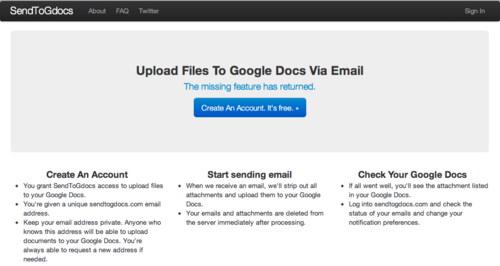 SendToGdocs About FAQ Twitter Sign In
Upload Files To Google Docs Via Email
The missing feature has returned.
Create An Account. It's free. »
Create An Account
• You grant SendToGdocs access to upload files
to your Google Docs.
• You're given a unique sendtogdocs.com email
address.
• Keep your email address private. Anyone who
knows this address will be able to upload
documents to your Google Docs. You're
always able to request a new address if
needed.
Start sending email
• When we receive an email, we'll strip out all
attachments and upload them to your Google
Docs.
• Your emails and attachments are deleted from
the server immediately after processing.
Check Your Google Docs
• If all went well, you'll see the attachment listed
in your Google Docs.
• Log into sendtogdocs.com and check the
status of your emails and change your
notification preferences.